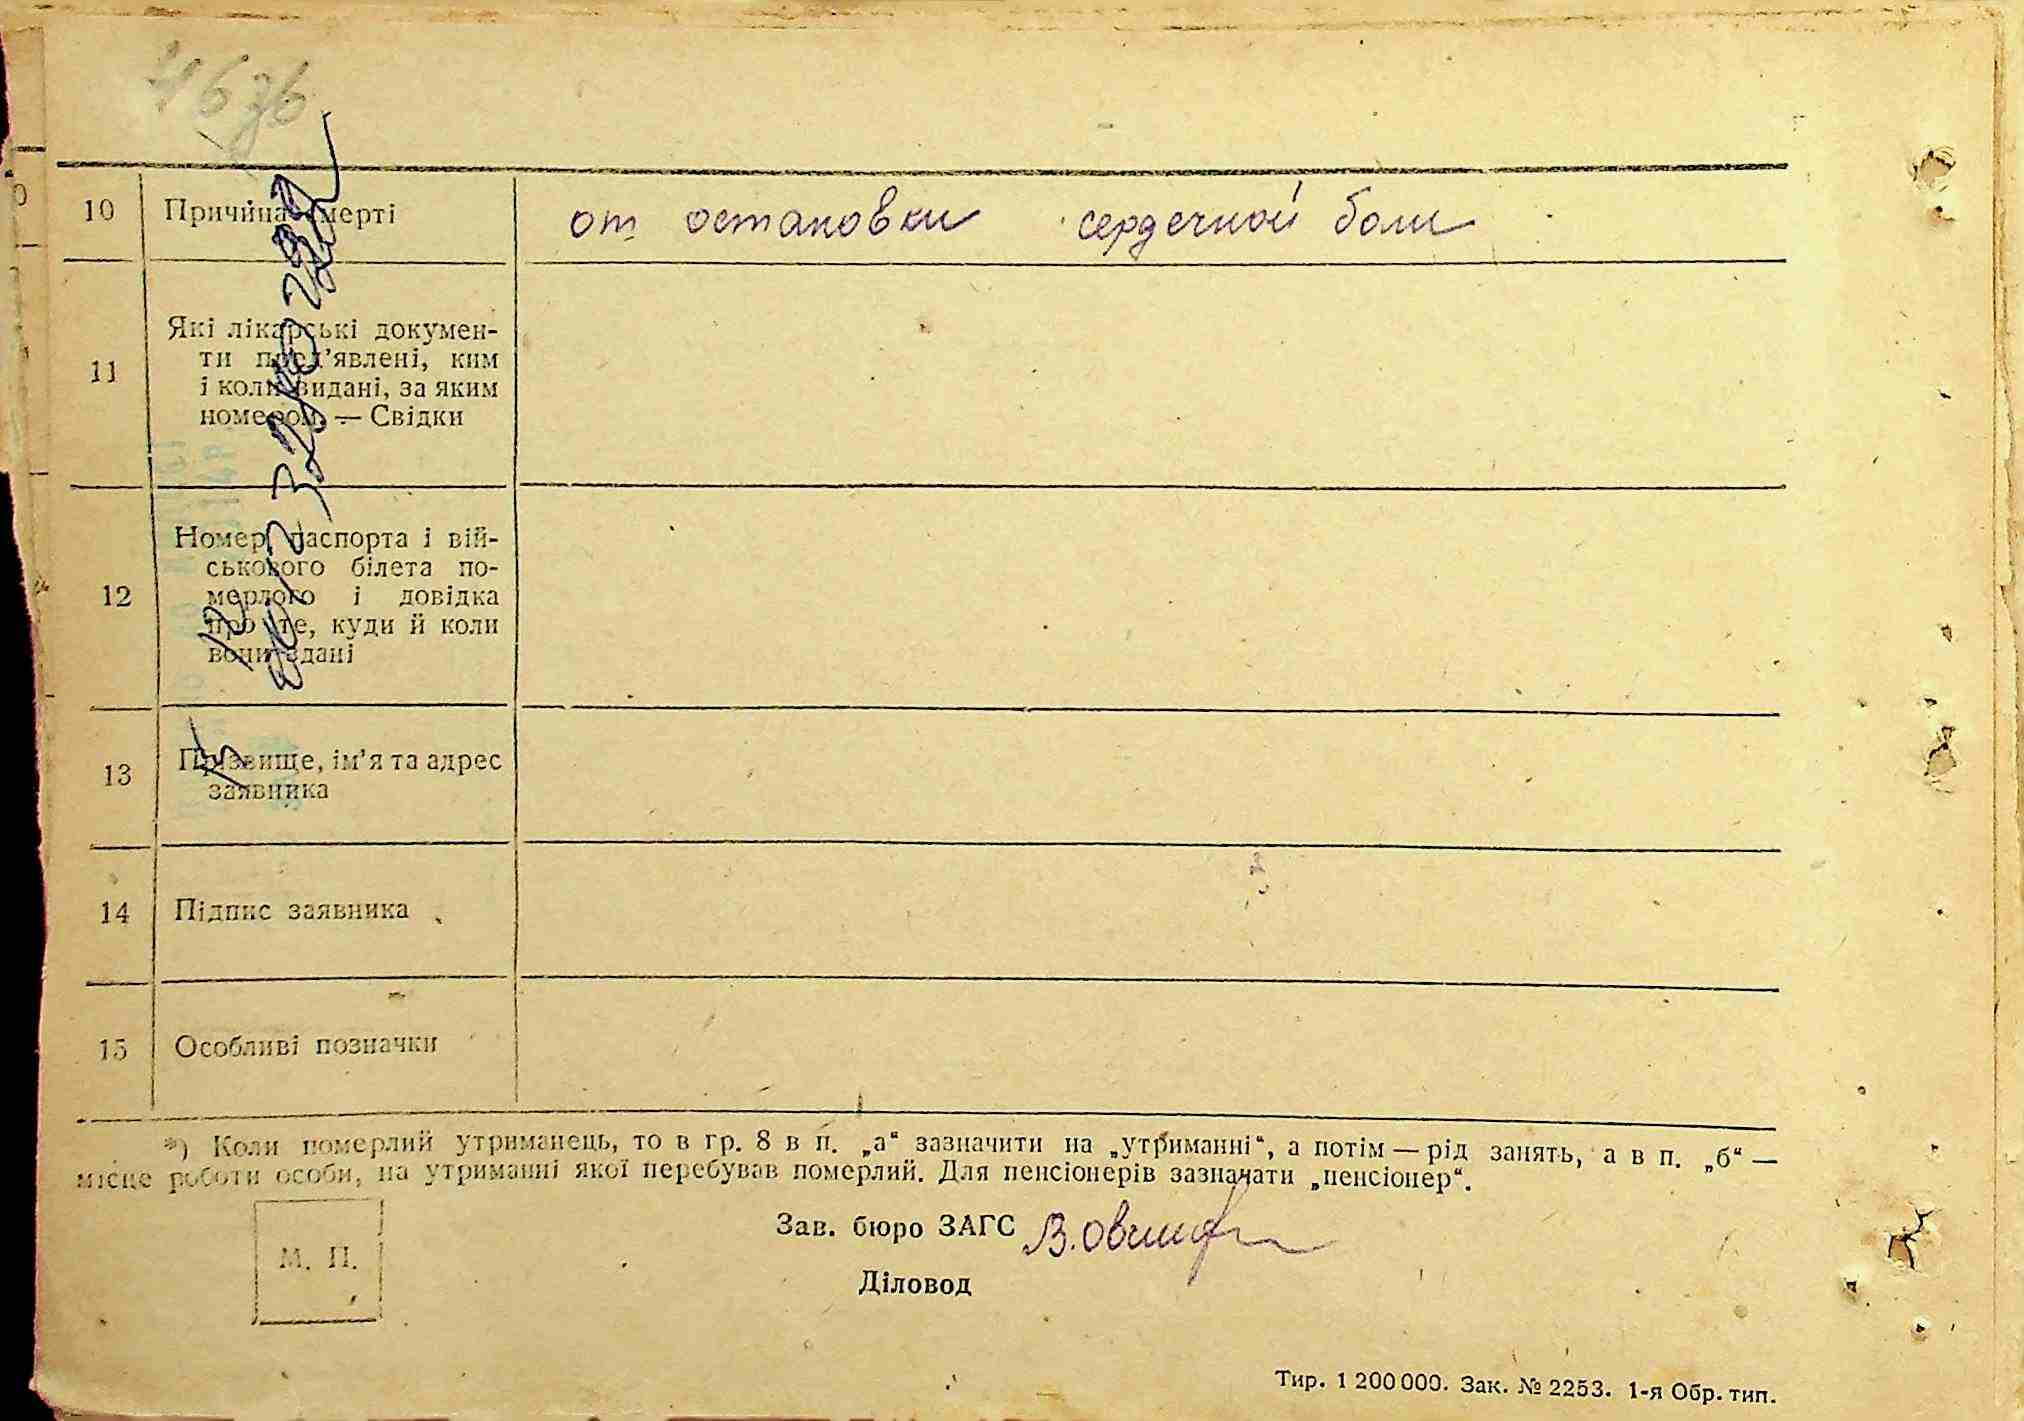 10 Причина смерті от остановки сердечной боли
11 Які лікарські докумен-
ти пред’явлені, ким
і коли видані, за яким
номером. — Свідки
12 Номер паспорта і вій-
ськового білета по-
мерлого і довідка
про те, куди й коли
вони здані
13 Прізвище, ім’я та адрес
заявника
14 Підпис заявника
15 Особливі позначки
*) Коли померлий утриманець, то в гр. 8 в п. „а“ зазначити на „утриманні“, а потім — рід занять, а в п. „б“ —
місце роботи особи, на утриманні якої перебував померлий. Для пенсіонерів зазначати „пенсіонер“.
Зав. бюро ЗАГС
М. П.
Діловод
Тир. 1 200 000. Зак. № 2253. 1-я Обр. тип.